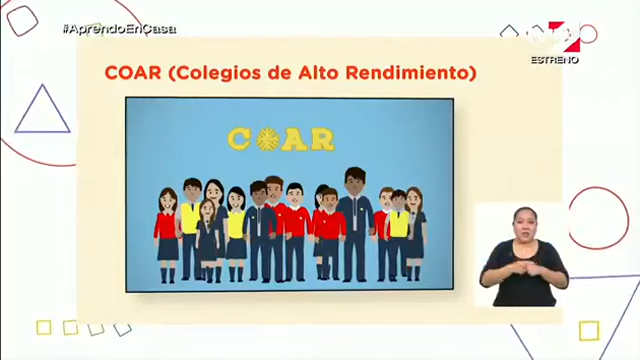 #AprendoEnCasa
ESTRENO
COAR (Colegios de Alto Rendimiento)
COAR